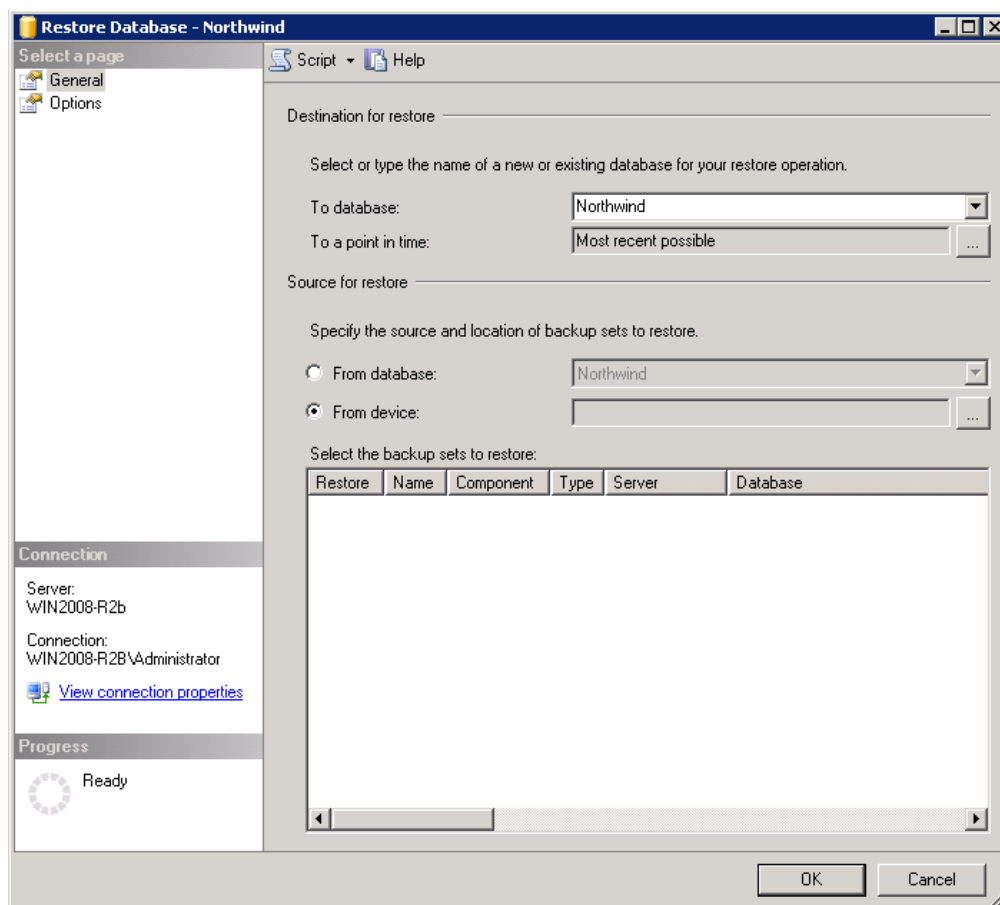 Restore Database - Northwind
Select a page
General
Options
Script Help
Destination for restore
Select or type the name of a new or existing database for your restore operation.
To database: Northwind
To a point in time: Most recent possible ...
Source for restore
Specify the source and location of backup sets to restore.
From database: Northwind
From device: ...
Select the backup sets to restore:
Restore Name Component Type Server Database
Connection
Server:
WIN2008-R2b
Connection:
WIN2008-R2B\Administrator
View connection properties
Progress
Ready
OK Cancel